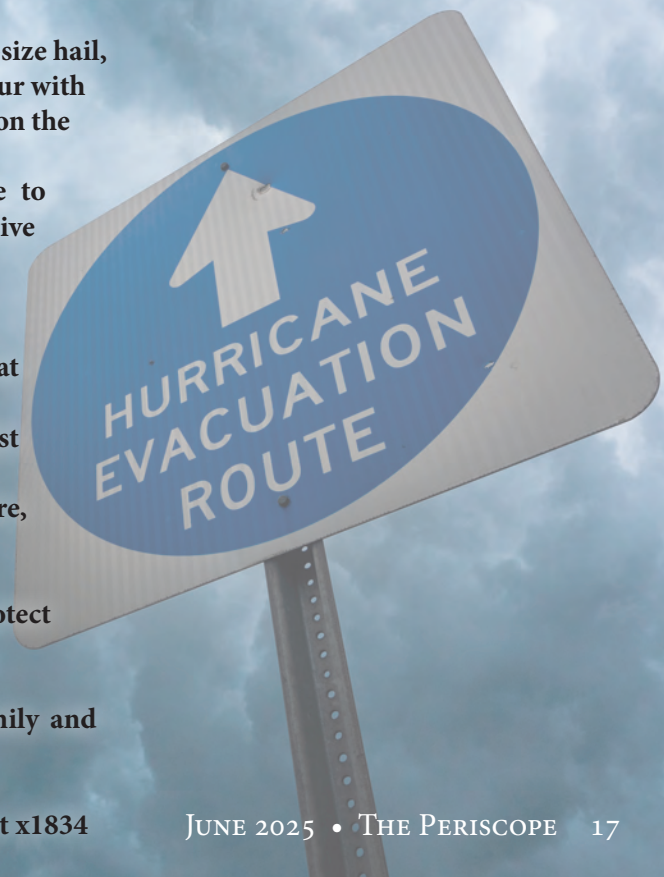 size hail,
ur with
on the
e to
ive
at
st
re,
otect
nily and
t x1834
HURRICANE
EVACUATION
ROUTE
JUNE 2025 • THE PERISCOPE 17